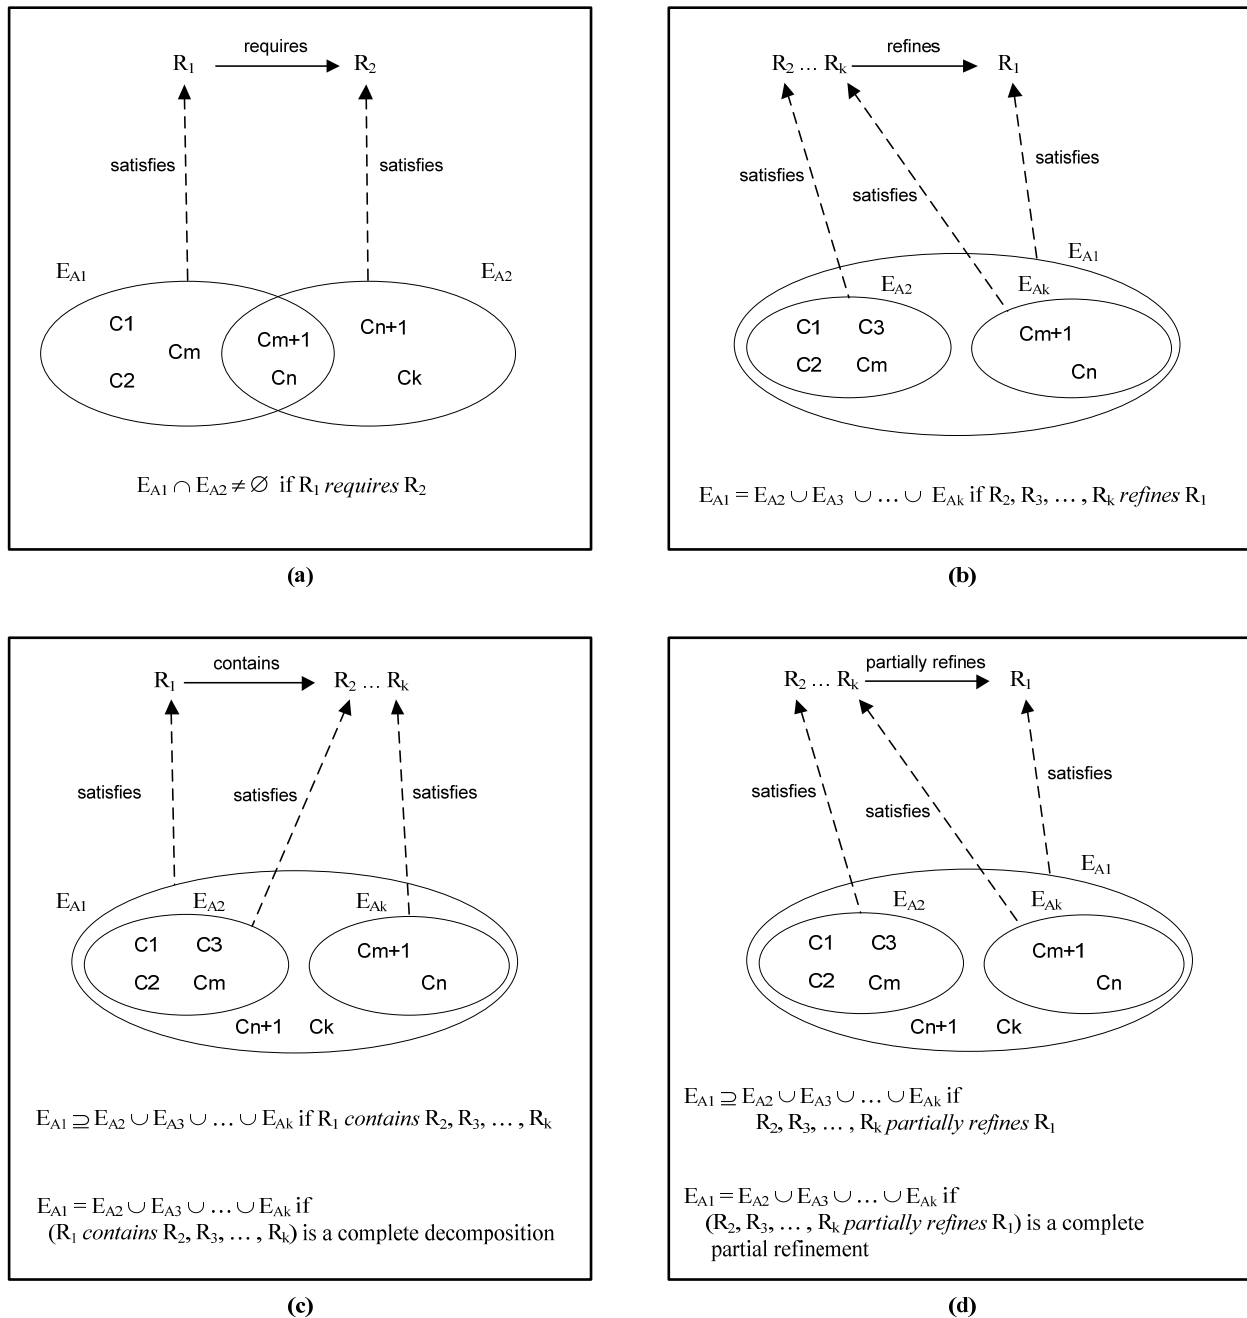 requires
R1 R2
satisfies satisfies
EA1 EA2
C1 Cm+1 Cn+1
Cm
C2 Cn Ck
EA1 ∩ EA2 ≠ ∅ if R1 requires R2
(a)
refines
R2 … Rk R1
satisfies
satisfies
satisfies
EA1
EA2 EAk
C1 C3 Cm+1
C2 Cm Cn
EA1 = EA2 ∪ EA3 ∪ … ∪ EAk if R2, R3, … , Rk refines R1
(b)
contains
R1 R2 … Rk
satisfies satisfies satisfies
EA1 EA2 EAk
C1 C3 Cm+1
C2 Cm Cn
Cn+1 Ck
EA1 ⊇ EA2 ∪ EA3 ∪ … ∪ EAk if R1 contains R2, R3, … , Rk
EA1 = EA2 ∪ EA3 ∪ … ∪ EAk if
(R1 contains R2, R3, … , Rk) is a complete decomposition
(c)
partially refines
R2 … Rk R1
satisfies
satisfies
satisfies
EA1
EA2 EAk
C1 C3 Cm+1
C2 Cm Cn
Cn+1 Ck
EA1 ⊇ EA2 ∪ EA3 ∪ … ∪ EAk if
R2, R3, … , Rk partially refines R1
EA1 = EA2 ∪ EA3 ∪ … ∪ EAk if
(R2, R3, … , Rk partially refines R1) is a complete
partial refinement
(d)